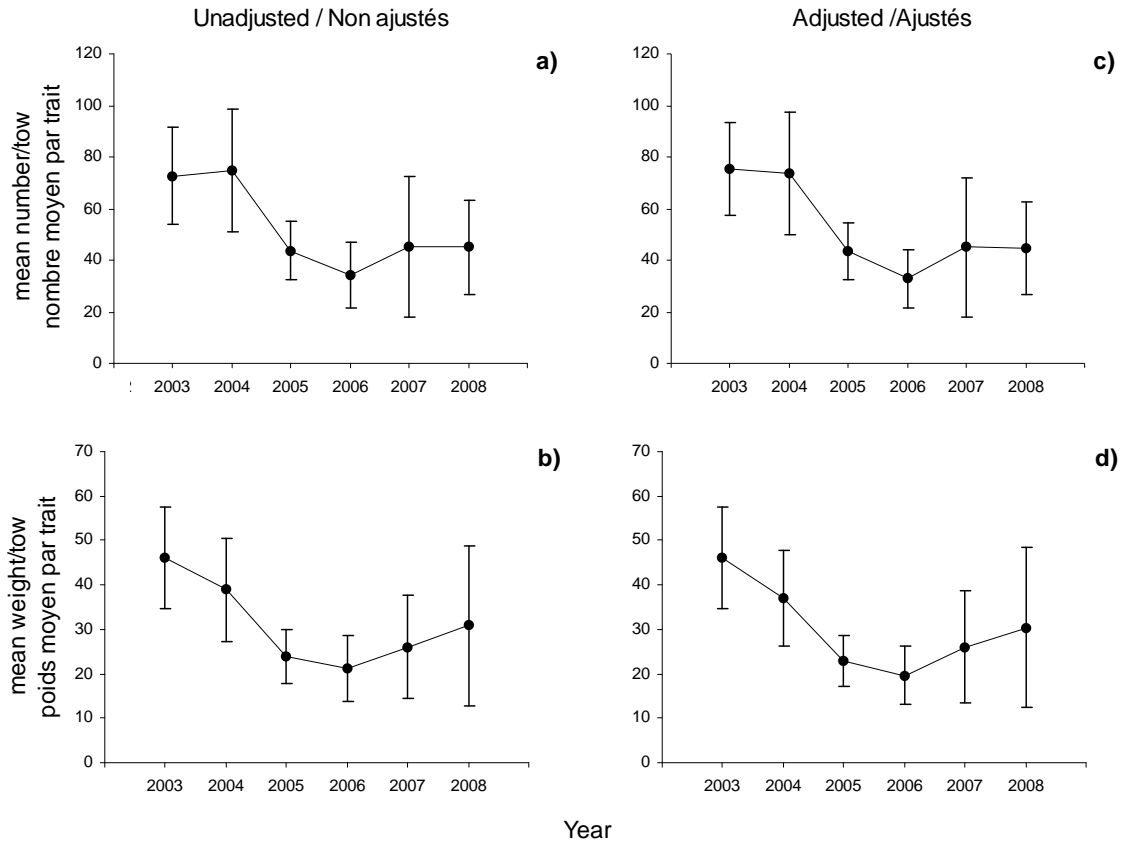 Unadjusted / Non ajustés
Adjusted /Ajustés
a)
c)
mean number/tow
nombre moyen par trait
120
100
80
60
40
20
0
2003 2004 2005 2006 2007 2008
120
100
80
60
40
20
0
2003 2004 2005 2006 2007 2008
b)
d)
mean weight/tow
poids moyen par trait
70
60
50
40
30
20
10
0
2003 2004 2005 2006 2007 2008
70
60
50
40
30
20
10
0
2003 2004 2005 2006 2007 2008
Year